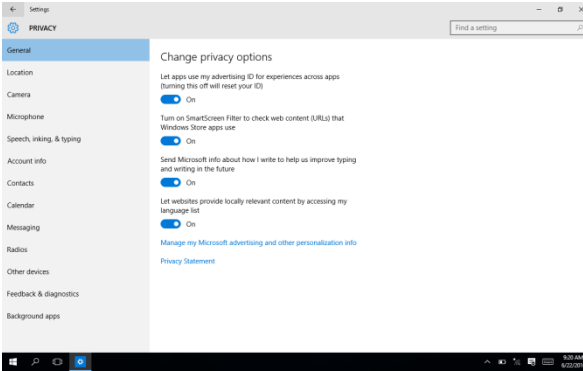 Settings
PRIVACY
Find a setting
General
Location
Camera
Microphone
Speech, inking, & typing
Account info
Contacts
Calendar
Messaging
Radios
Other devices
Feedback & diagnostics
Background apps
Change privacy options
Let apps use my advertising ID for experiences across apps
(turning this off will reset your ID)
On
Turn on SmartScreen Filter to check web content (URLs) that
Windows Store apps use
On
Send Microsoft info about how I write to help us improve typing
and writing in the future
On
Let websites provide locally relevant content by accessing my
language list
On
Manage my Microsoft advertising and other personalization info
Privacy Statement
9:20 AM
6/22/201